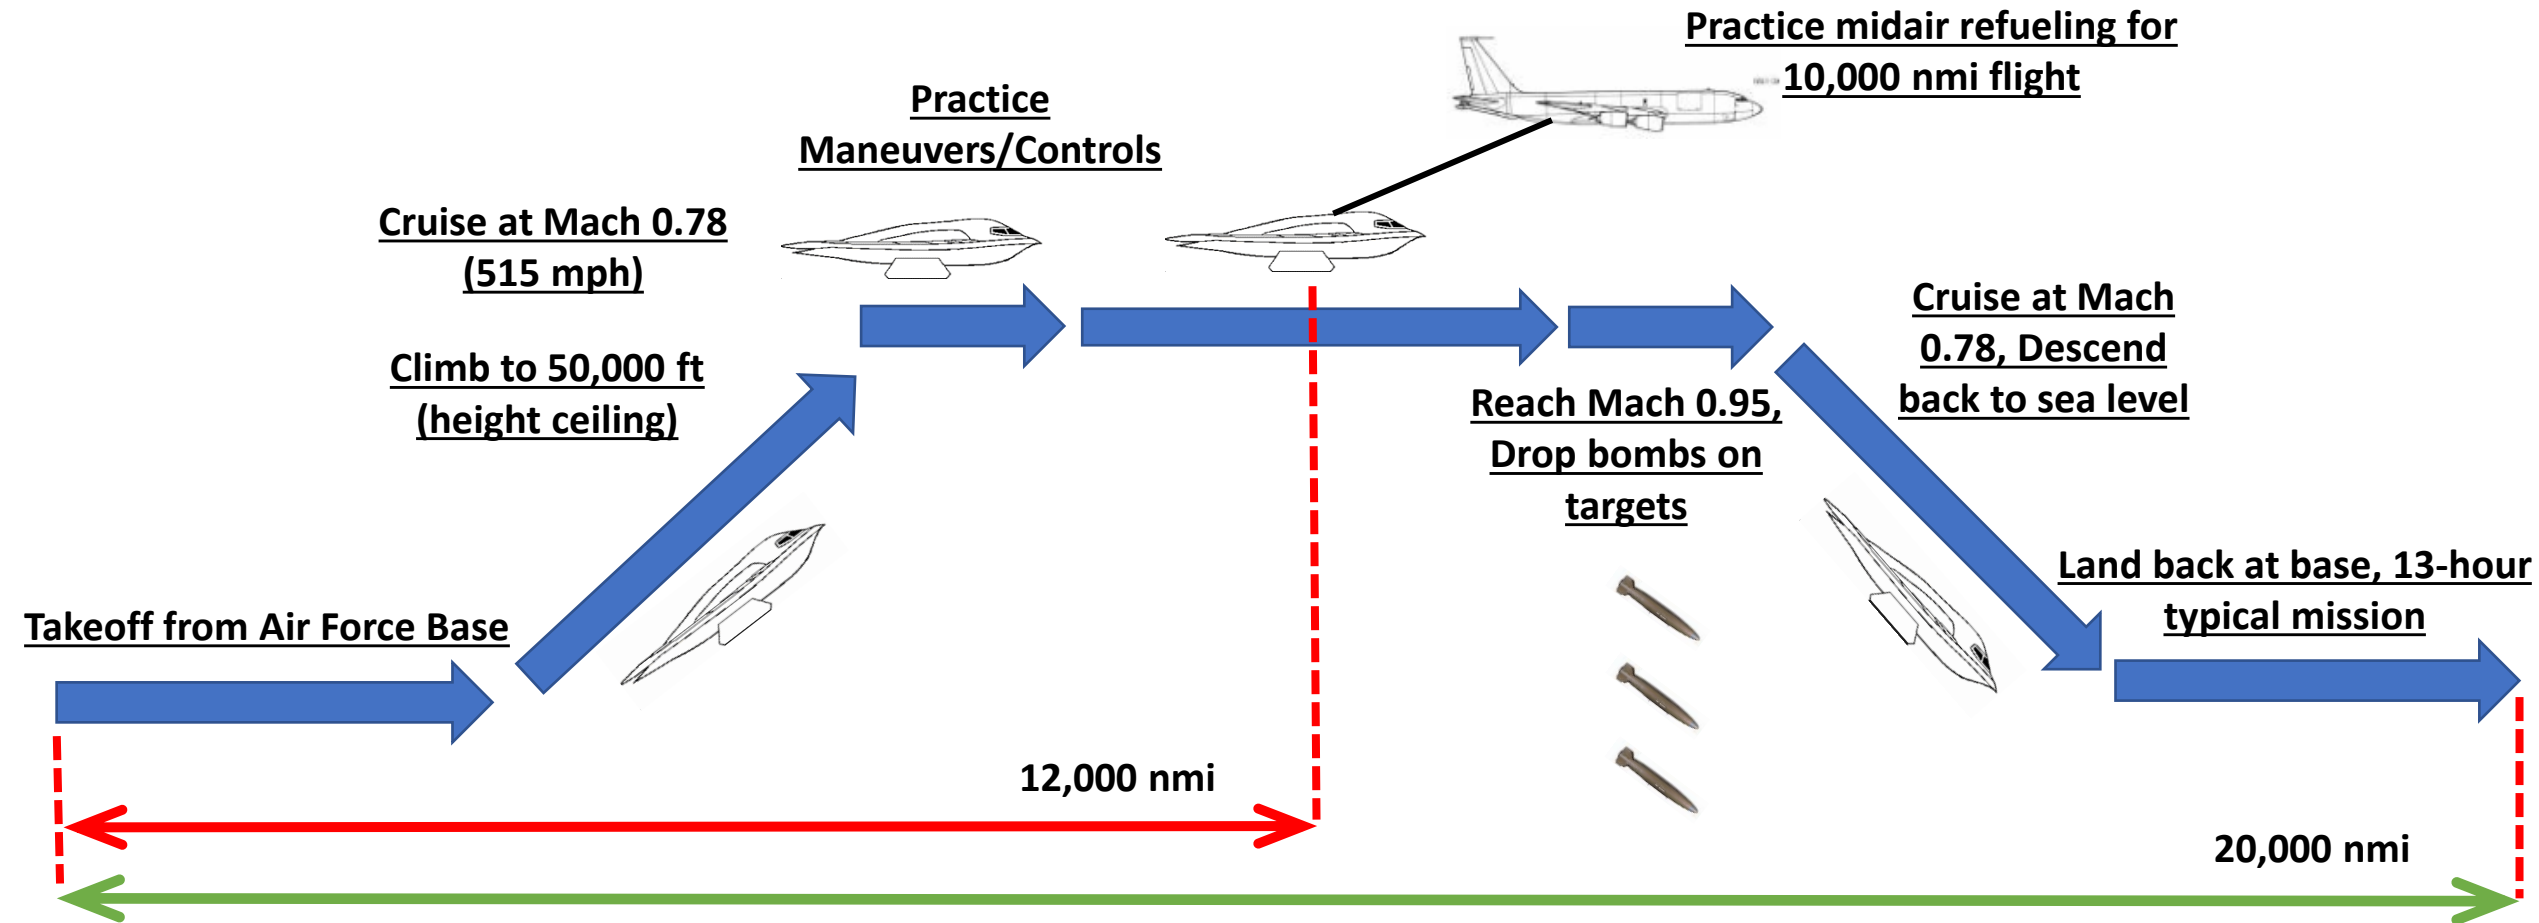 Practice midair refueling for
10,000 nmi flight
Practice
Maneuvers/Controls
Cruise at Mach 0.78
(515 mph)
Climb to 50,000 ft
(height ceiling)
Takeoff from Air Force Base
Reach Mach 0.95,
Drop bombs on
targets
Cruise at Mach
0.78, Descend
back to sea level
Land back at base, 13-hour
typical mission
12,000 nmi
20,000 nmi